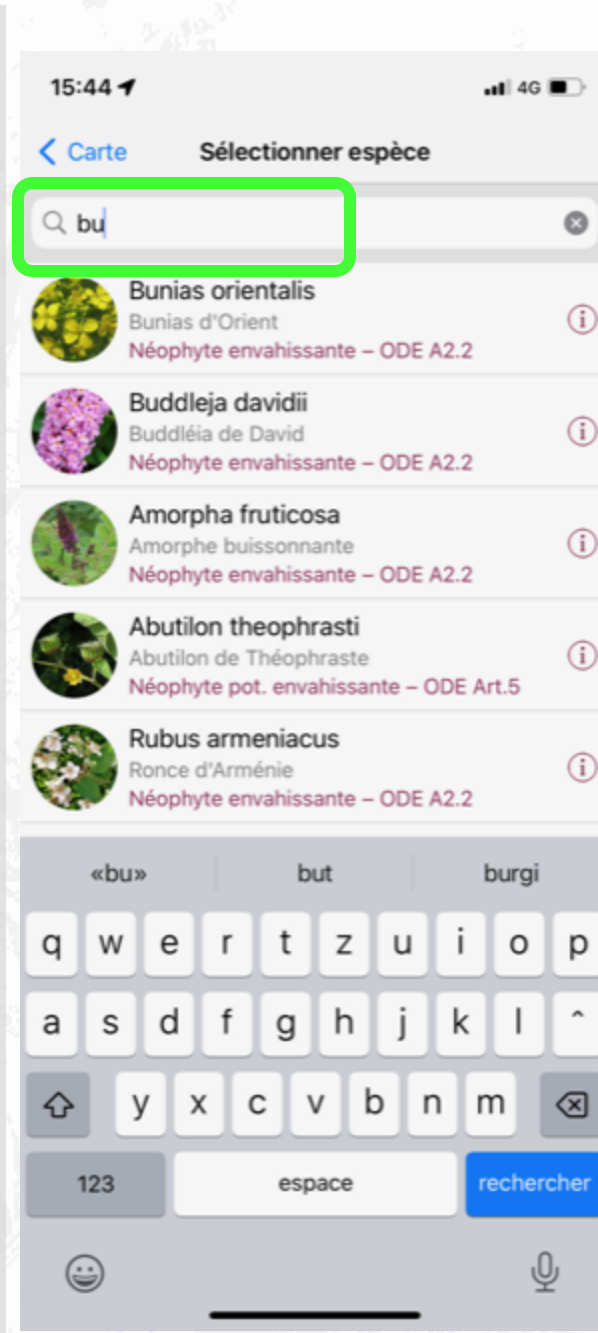 15:44 4G
Carte Sélectionner espèce
bu
Bunias orientalis
Bunias d'Orient
Néophyte envahissante – ODE A2.2
Buddleja davidii
Buddléia de David
Néophyte envahissante – ODE A2.2
Amorpha fruticosa
Amorphe buissonnante
Néophyte envahissante – ODE A2.2
Abutilon theophrasti
Abutilon de Théophraste
Néophyte pot. envahissante – ODE Art.5
Rubus armeniacus
Ronce d'Arménie
Néophyte envahissante – ODE A2.2
«bu» but burgi
q w e r t z u i o p
a s d f g h j k l ^
y x c v b n m
123 espace rechercher